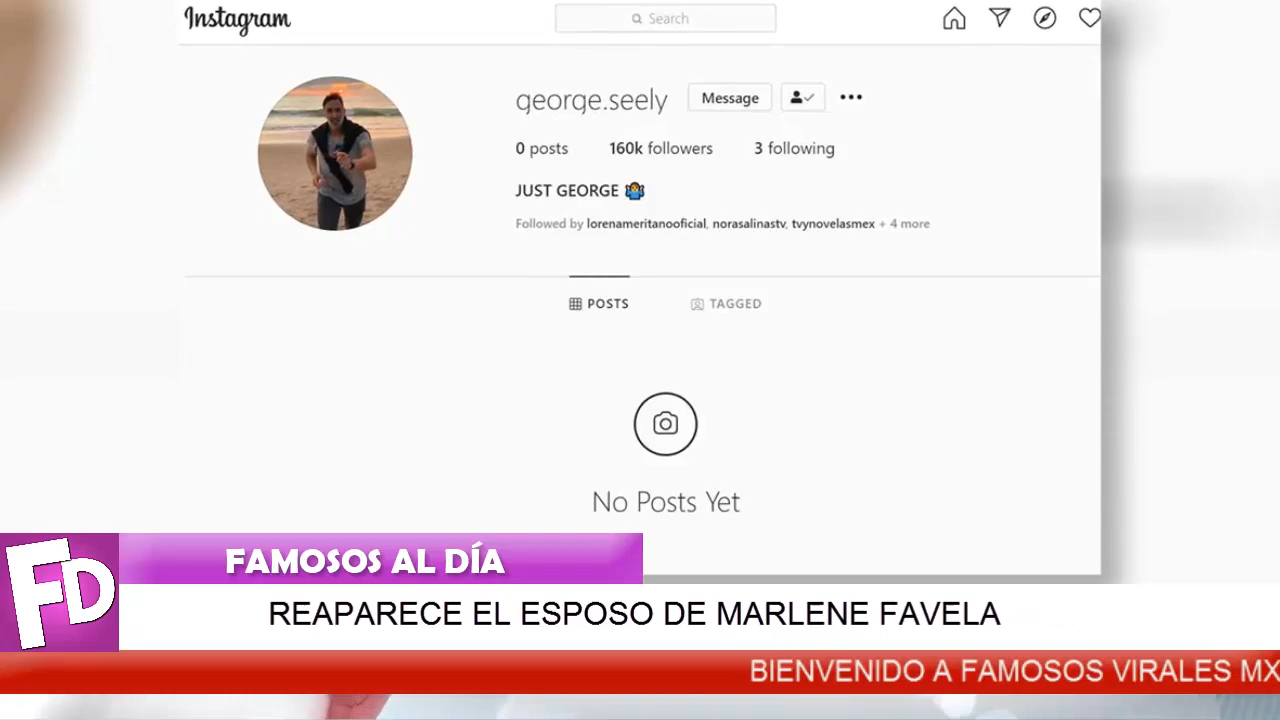 Instagram
Search
george.seely
Message
0 posts 160k followers 3 following
JUST GEORGE 🤷‍♂️
Followed by lorenameritanooficial, norasalinastv, tvynovelasmex + 4 more
POSTS TAGGED
No Posts Yet
FD
FAMOSOS AL DÍA
REAPARECE EL ESPOSO DE MARLENE FAVELA
BIENVENIDO A FAMOSOS VIRALES MX